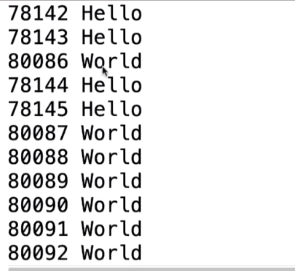 78142 Hello
78143 Hello
80086 World
78144 Hello
78145 Hello
80087 World
80088 World
80089 World
80090 World
80091 World
80092 World